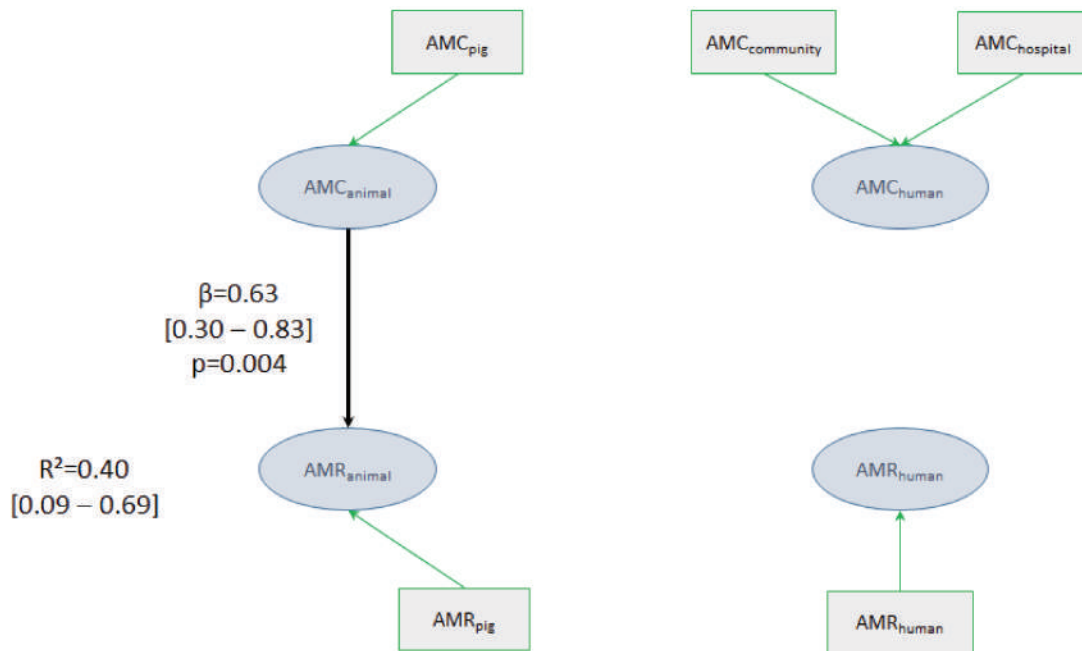 AMCpig
AMCcommunity
AMChospital
AMCanimal
AMChuman
β=0.63
[0.30 – 0.83]
p=0.004
R²=0.40
[0.09 – 0.69]
AMRanimal
AMRhuman
AMRpig
AMRhuman